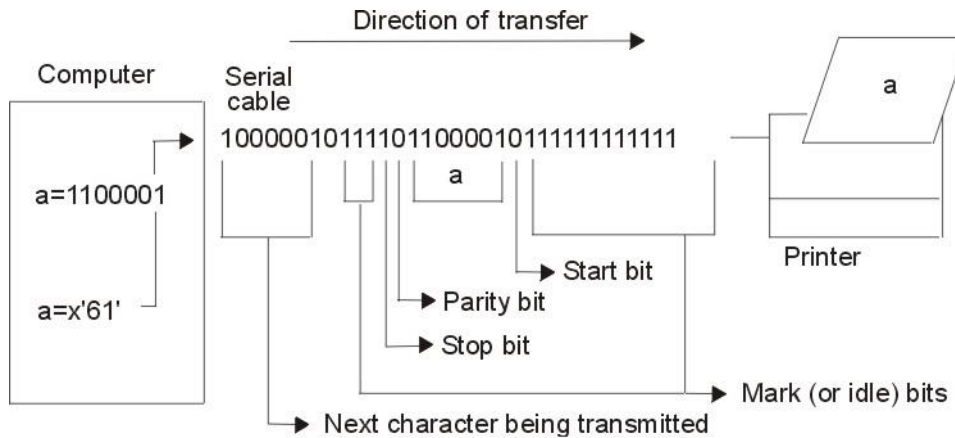 Direction of transfer
Computer
Serial
cable
a
100000101111011000010111111111111
a=1100001
a
Printer
Start bit
a=x'61'
Parity bit
Stop bit
Mark (or idle) bits
Next character being transmitted